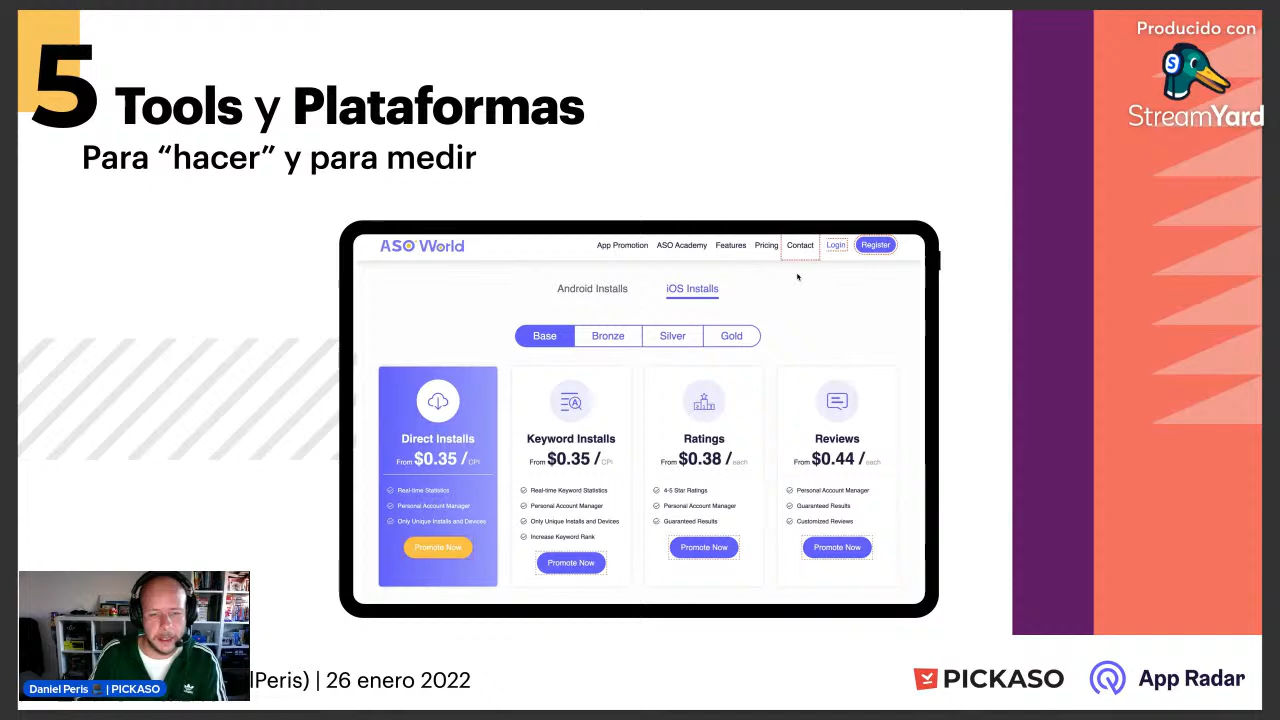 5 Tools y Plataformas
Para “hacer” y para medir
Producido con
StreamYard
ASO World
App Promotion
ASO Academy
Features
Pricing
Contact
Login
Register
Android Installs
iOS Installs
Base
Bronze
Silver
Gold
Direct Installs
From $0.35 / CPI
Real-time Statistics
Personal Account Manager
Only Unique Installs and Devices
Promote Now
Keyword Installs
From $0.35 / CPI
Real-time Keyword Statistics
Personal Account Manager
Only Unique Installs and Devices
Increase Keyword Rank
Promote Now
Ratings
From $0.38 / each
4-5 Star Ratings
Personal Account Manager
Guaranteed Results
Promote Now
Reviews
From $0.44 / each
Personal Account Manager
Guaranteed Results
Customized Reviews
Promote Now
Daniel Peris | PICKASO
lPeris) | 26 enero 2022
PICKASO
App Radar